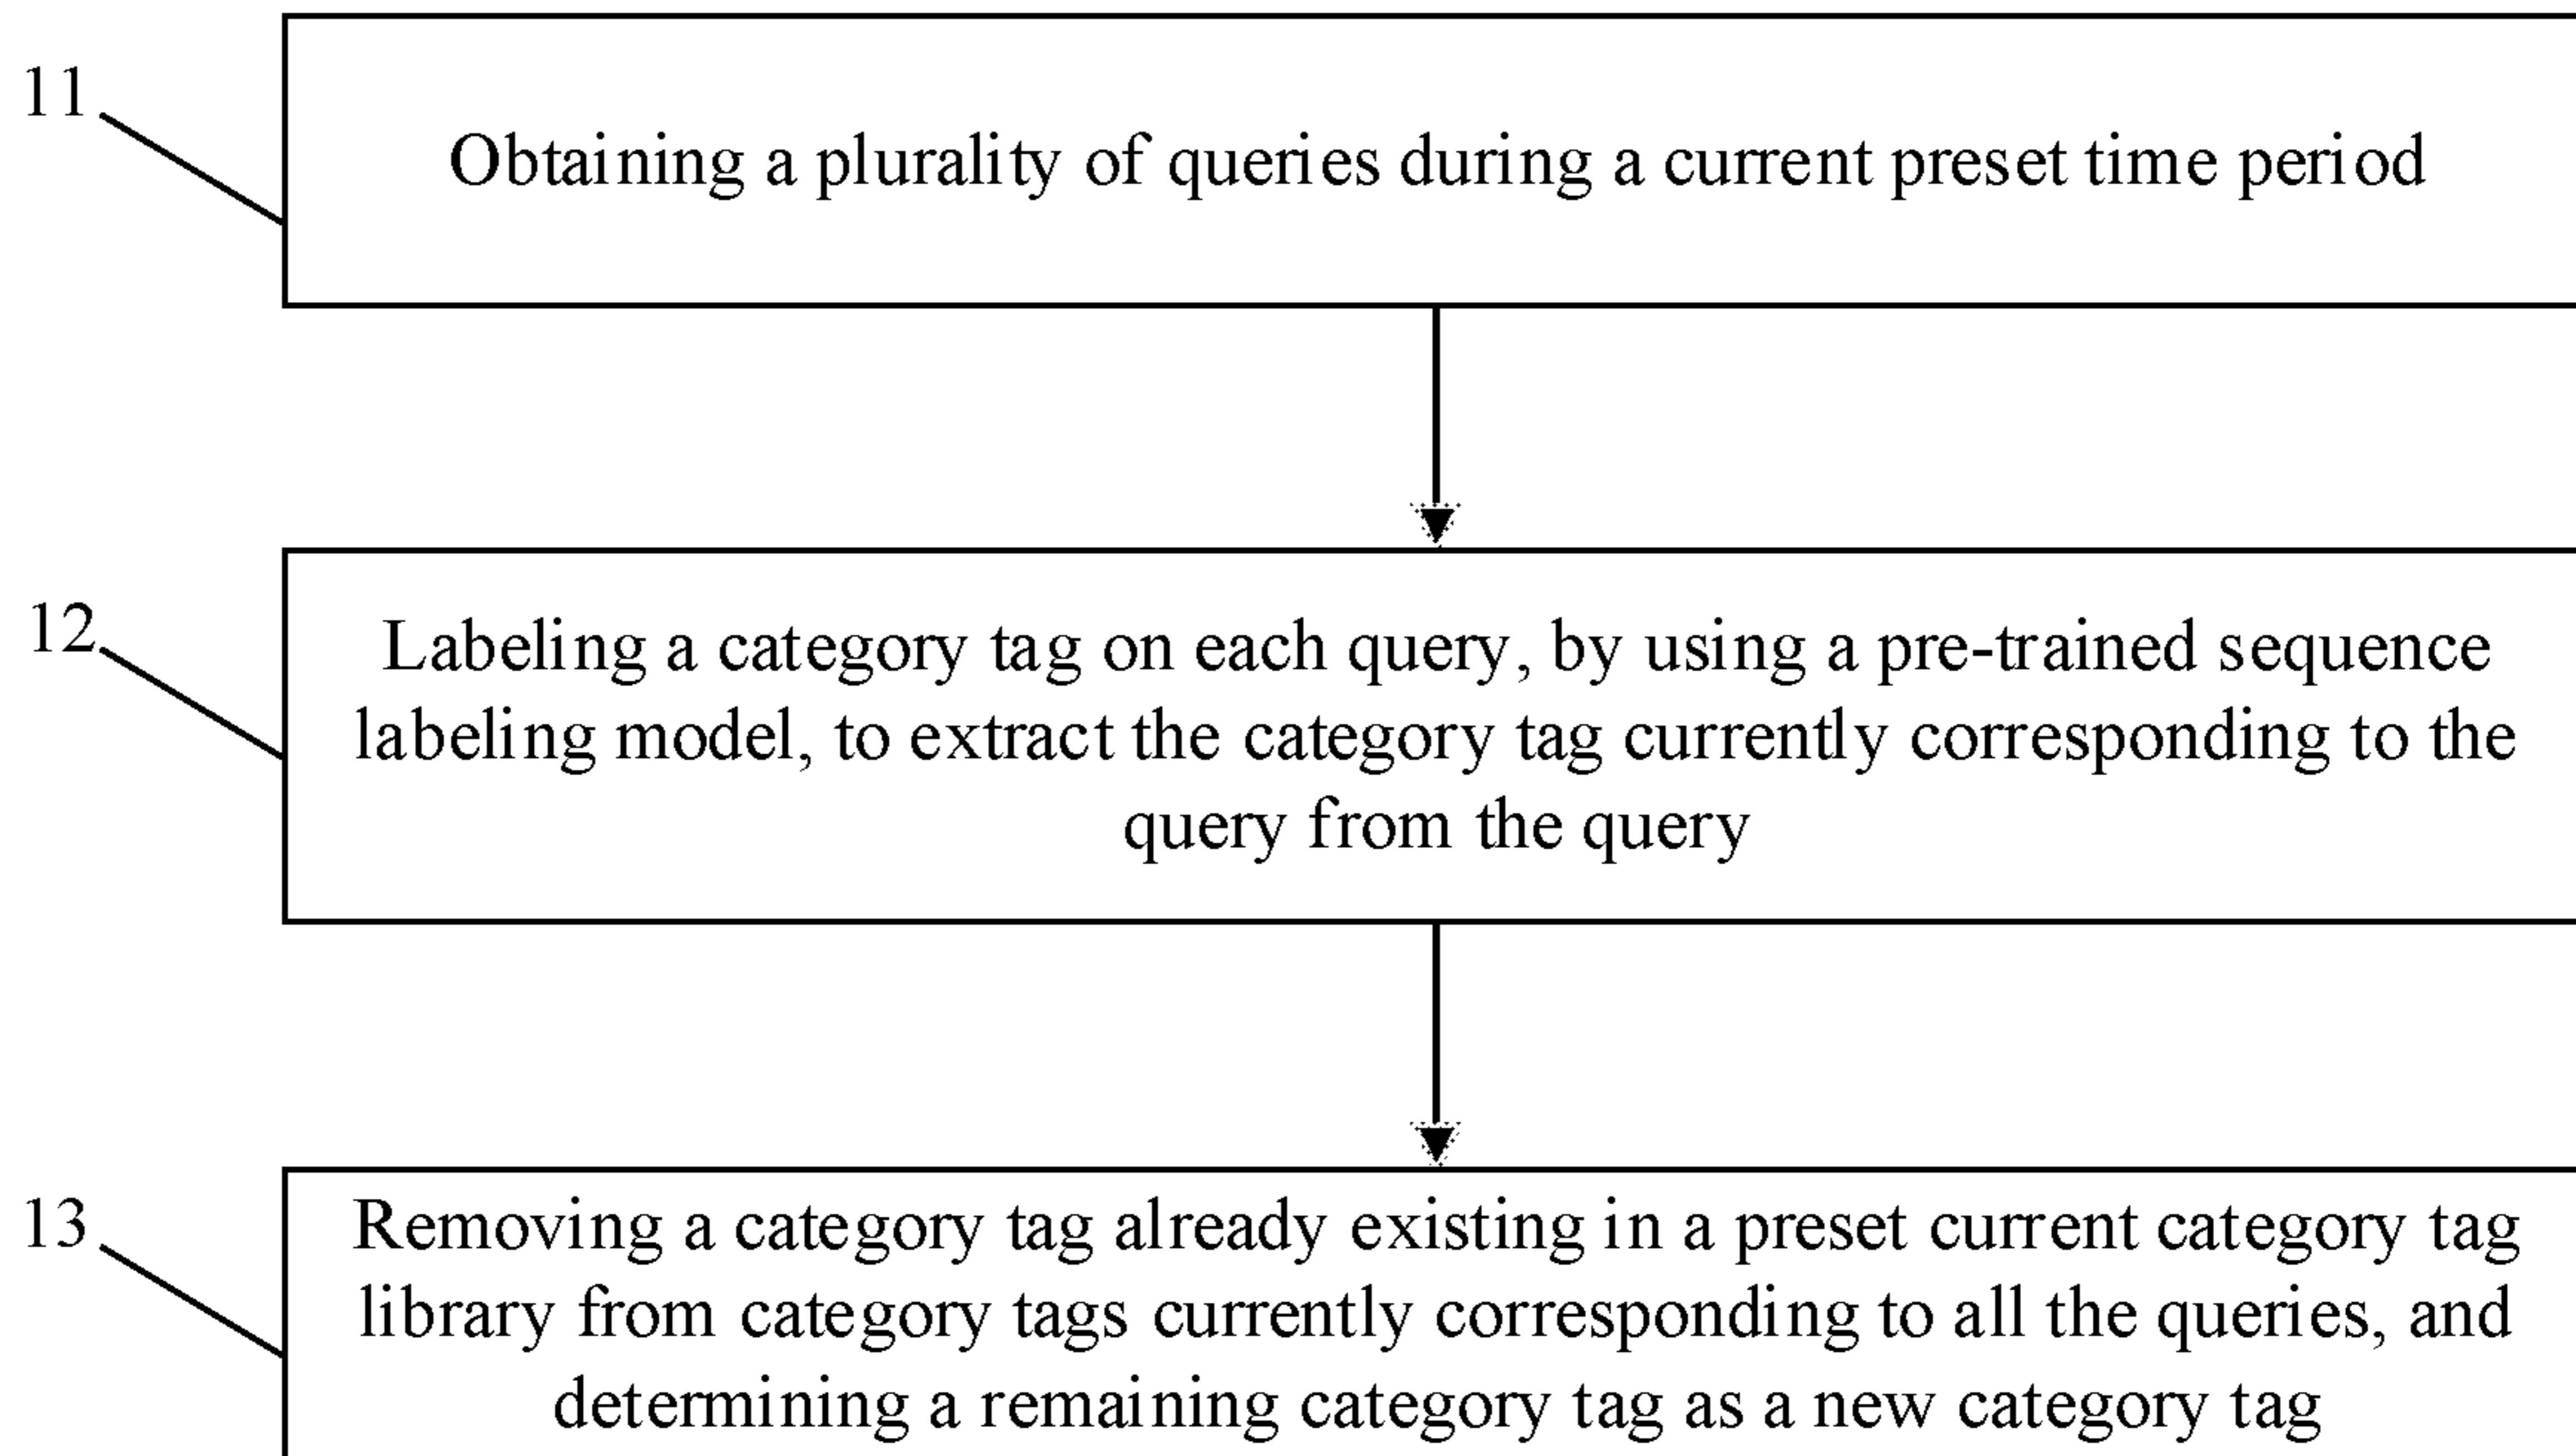 11
Obtaining a plurality of queries during a current preset time period
12
Labeling a category tag on each query, by using a pre-trained sequence
labeling model, to extract the category tag currently corresponding to the
query from the query
13
Removing a category tag already existing in a preset current category tag
library from category tags currently corresponding to all the queries, and
determining a remaining category tag as a new category tag